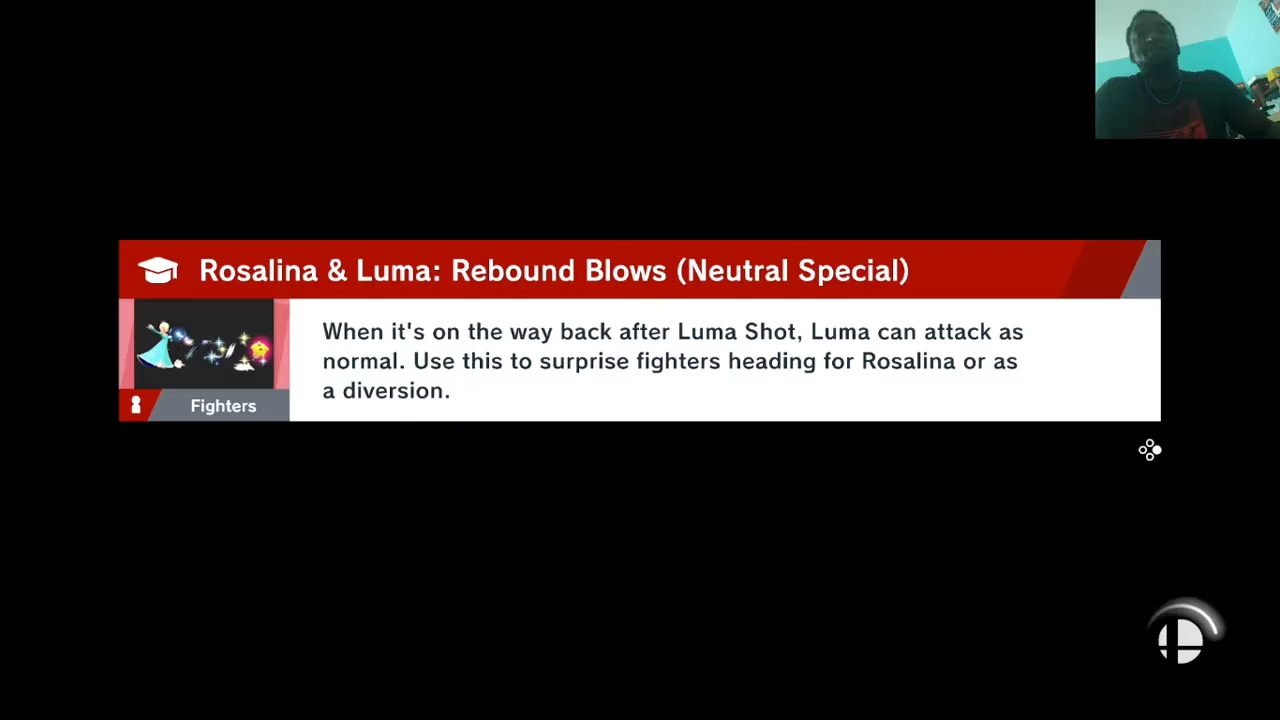 Rosalina & Luma: Rebound Blows (Neutral Special)
When it's on the way back after Luma Shot, Luma can attack as
normal. Use this to surprise fighters heading for Rosalina or as
a diversion.
Fighters